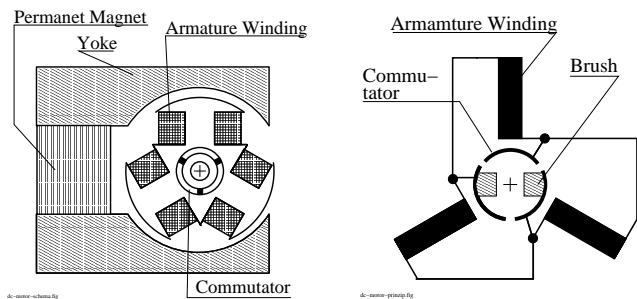 Permanet Magnet
Yoke
Armature Winding
Commutator
dc-motor-schema.fig
Armamture Winding
Commu-
tator
Brush
dc-motor-prinzip.fig